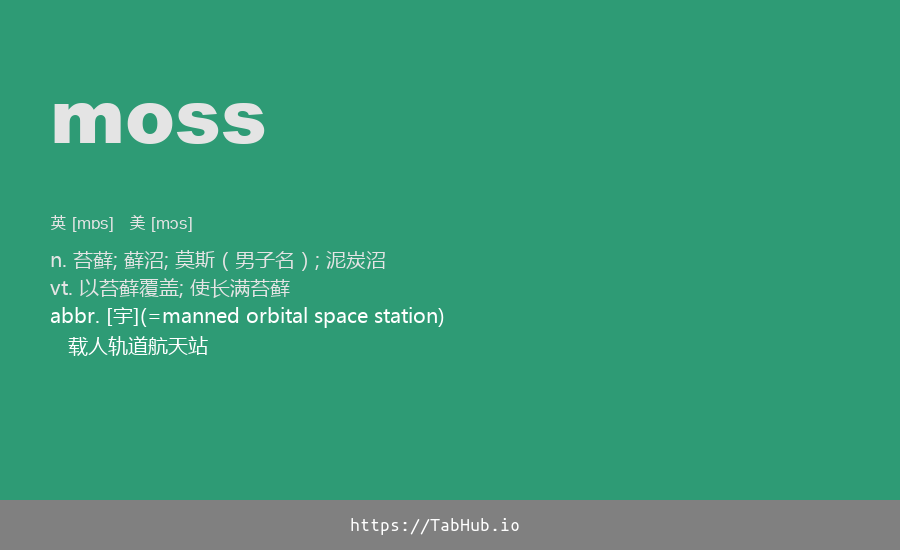 moss
英 [mɒs] 美 [mɔs]
n. 苔藓; 藓沼; 莫斯（男子名）; 泥炭沼
vt. 以苔藓覆盖; 使长满苔藓
abbr. [宇](=manned orbital space station)
载人轨道航天站
https://TabHub.io